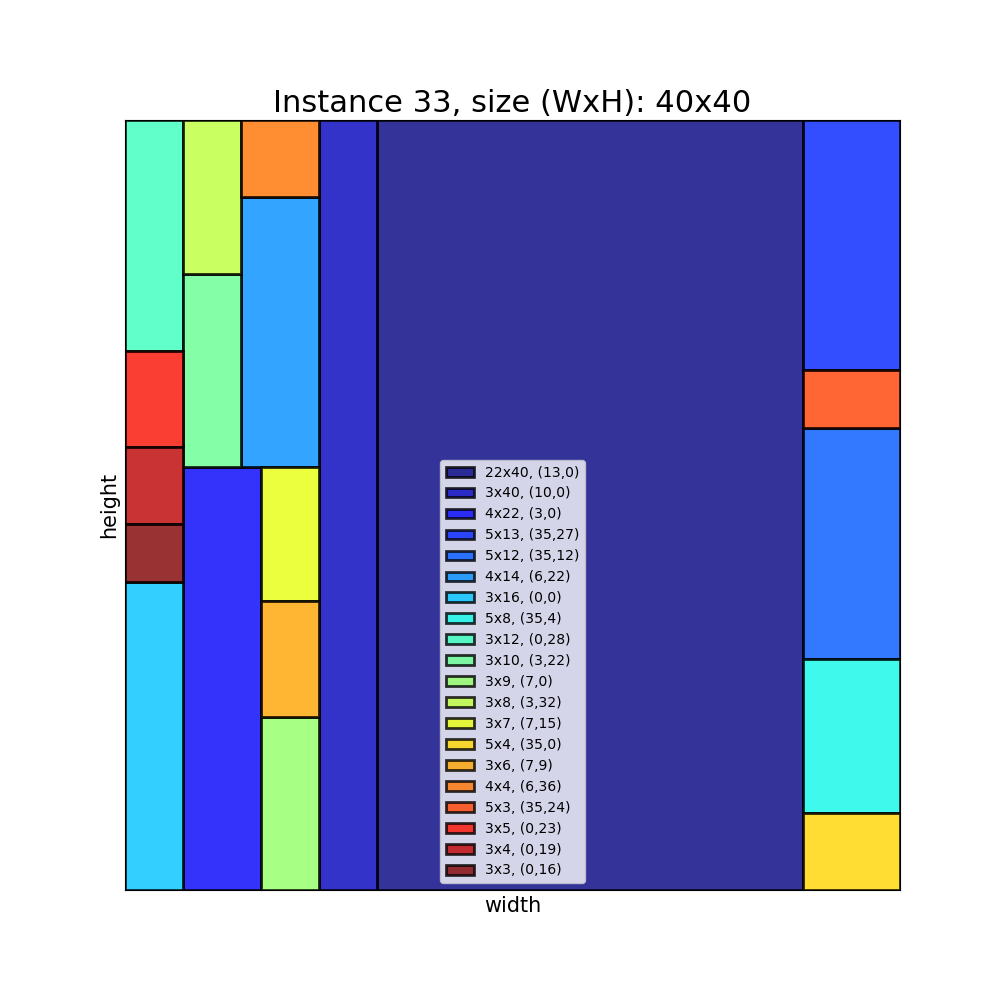 Instance 33, size (WxH): 40x40
height
22x40, (13,0)
3x40, (10,0)
4x22, (3,0)
5x13, (35,27)
5x12, (35,12)
4x14, (6,22)
3x16, (0,0)
5x8, (35,4)
3x12, (0,28)
3x10, (3,22)
3x9, (7,0)
3x8, (3,32)
3x7, (7,15)
5x4, (35,0)
3x6, (7,9)
4x4, (6,36)
5x3, (35,24)
3x5, (0,23)
3x4, (0,19)
3x3, (0,16)
width